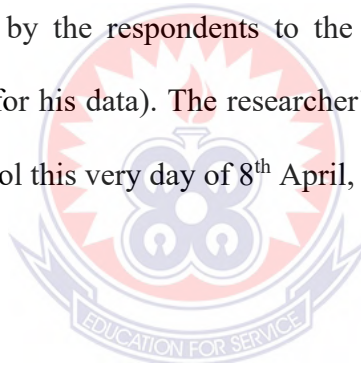 by the respondents to the
for his data). The researcher
ol this very day of 8th April,
EDUCATION FOR SERVICE